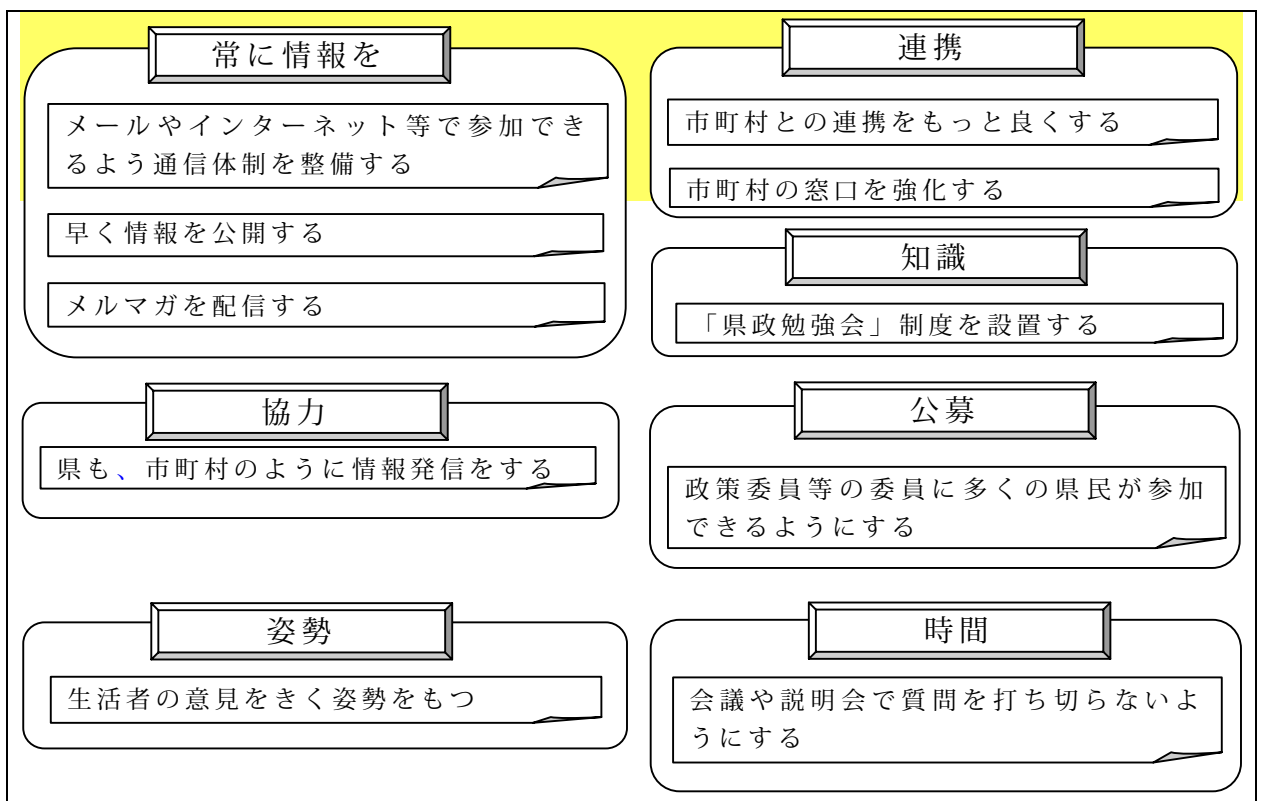 常に情報を
メールやインターネット等で参加でき
るよう通信体制を整備する
早く情報を公開する
メルマガを配信する
連携
市町村との連携をもっと良くする
市町村の窓口を強化する
知識
「県政勉強会」制度を設置する
協力
県も、市町村のように情報発信をする
公募
政策委員等の委員に多くの県民が参加
できるようにする
姿勢
生活者の意見をきく姿勢をもつ
時間
会議や説明会で質問を打ち切らないよ
うにする